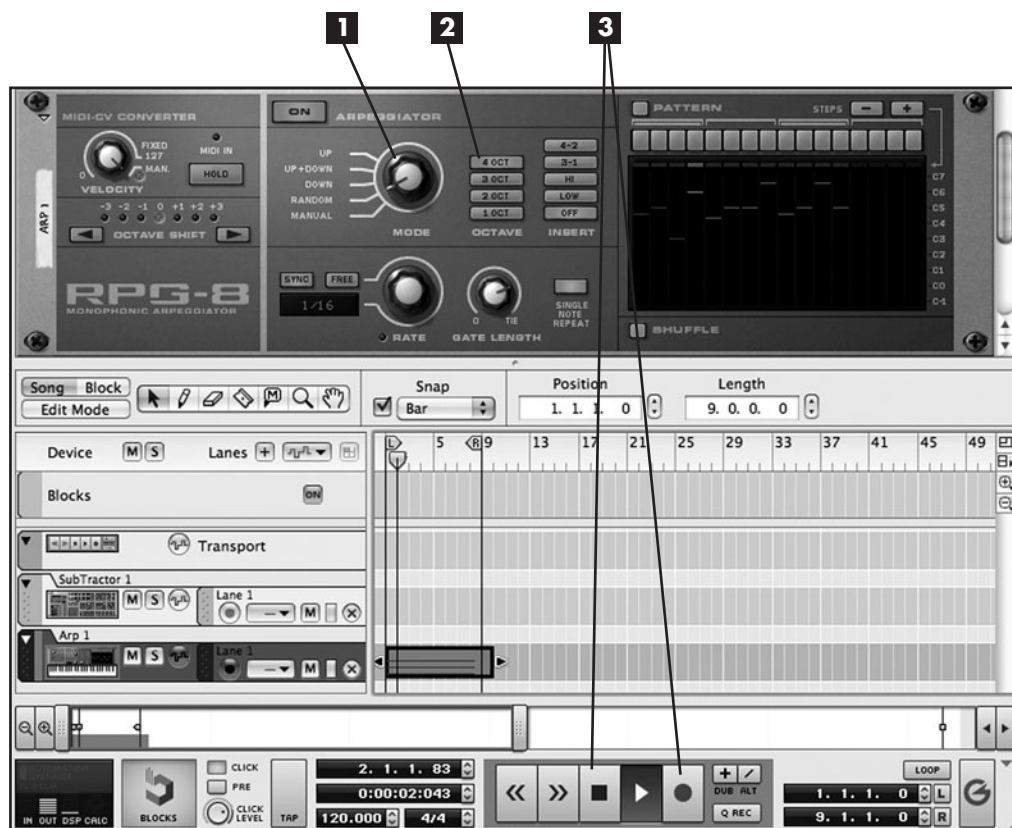 1 2 3
MIDI-CV CONVERTER
FIXED
127
MAN.
0
VELOCITY
MIDI IN
HOLD
-3 -2 -1 0 +1 +2 +3
OCTAVE SHIFT
ARP 1
RPG-8
MONOPHONIC ARPEGGIATOR
ON ARPEGGIATOR
UP
UP+DOWN
DOWN
RANDOM
MANUAL
MODE
4 OCT
3 OCT
2 OCT
1 OCT
OCTAVE
4-2
3-1
HI
LOW
OFF
INSERT
SYNC FREE
1/16
RATE
0 TIE
GATE LENGTH
SINGLE
NOTE
REPEAT
PATTERN STEPS - +
C7
C6
C5
C4
C3
C2
C1
C0
C-1
SHUFFLE
Song Block
Edit Mode
M
Snap
Bar
Position
1. 1. 1. 0
Length
9. 0. 0. 0
Device M S Lanes +
L 5 R 9 13 17 21 25 29 33 37 41 45 49
Blocks ON
Transport
SubTractor 1
M S Lane 1
M
Arp 1
M S Lane 1
M
IN OUT DSP CALC
BLOCKS
CLICK
PRE
CLICK
LEVEL
TAP
2. 1. 1. 83
0:00:02:043
120.000 4/4
DUB ALT
Q REC
LOOP
1. 1. 1. 0 L
9. 1. 1. 0 R